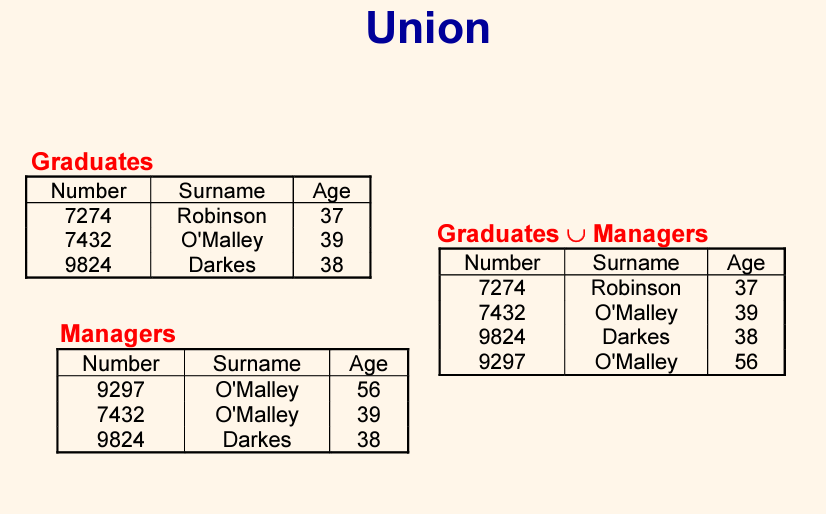 Union
Graduates
Number Surname Age
7274 Robinson 37
7432 O'Malley 39
9824 Darkes 38
Graduates ∪ Managers
Number Surname Age
7274 Robinson 37
7432 O'Malley 39
9824 Darkes 38
9297 O'Malley 56
Managers
Number Surname Age
9297 O'Malley 56
7432 O'Malley 39
9824 Darkes 38